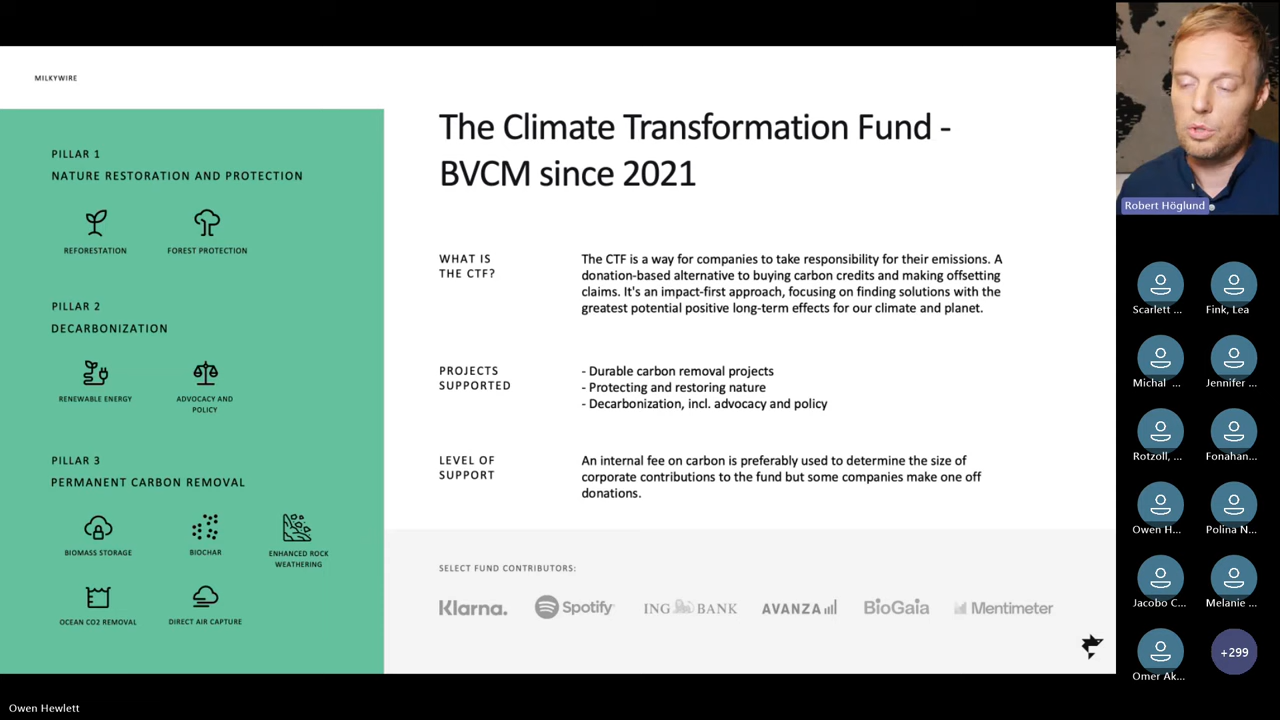 MILKYWIRE
PILLAR 1
NATURE RESTORATION AND PROTECTION
REFORESTATION
FOREST PROTECTION
PILLAR 2
DECARBONIZATION
RENEWABLE ENERGY
ADVOCACY AND
POLICY
PILLAR 3
PERMANENT CARBON REMOVAL
BIOMASS STORAGE
BIOCHAR
ENHANCED ROCK
WEATHERING
OCEAN CO2 REMOVAL
DIRECT AIR CAPTURE
The Climate Transformation Fund -
BVCM since 2021
WHAT IS
THE CTF?
The CTF is a way for companies to take responsibility for their emissions. A
donation-based alternative to buying carbon credits and making offsetting
claims. It's an impact-first approach, focusing on finding solutions with the
greatest potential positive long-term effects for our climate and planet.
PROJECTS
SUPPORTED
- Durable carbon removal projects
- Protecting and restoring nature
- Decarbonization, incl. advocacy and policy
LEVEL OF
SUPPORT
An internal fee on carbon is preferably used to determine the size of
corporate contributions to the fund but some companies make one off
donations.
SELECT FUND CONTRIBUTORS:
Klarna.
Spotify
ING BANK
AVANZA
BioGaia
Mentimeter
Robert Höglund
Scarlett ...
Fink, Lea
Michal ...
Jennifer ...
Rotzoll, ...
Fonahan...
Owen H...
Polina N...
Jacobo C...
Melanie ...
Omer Ak...
+299
Owen Hewlett